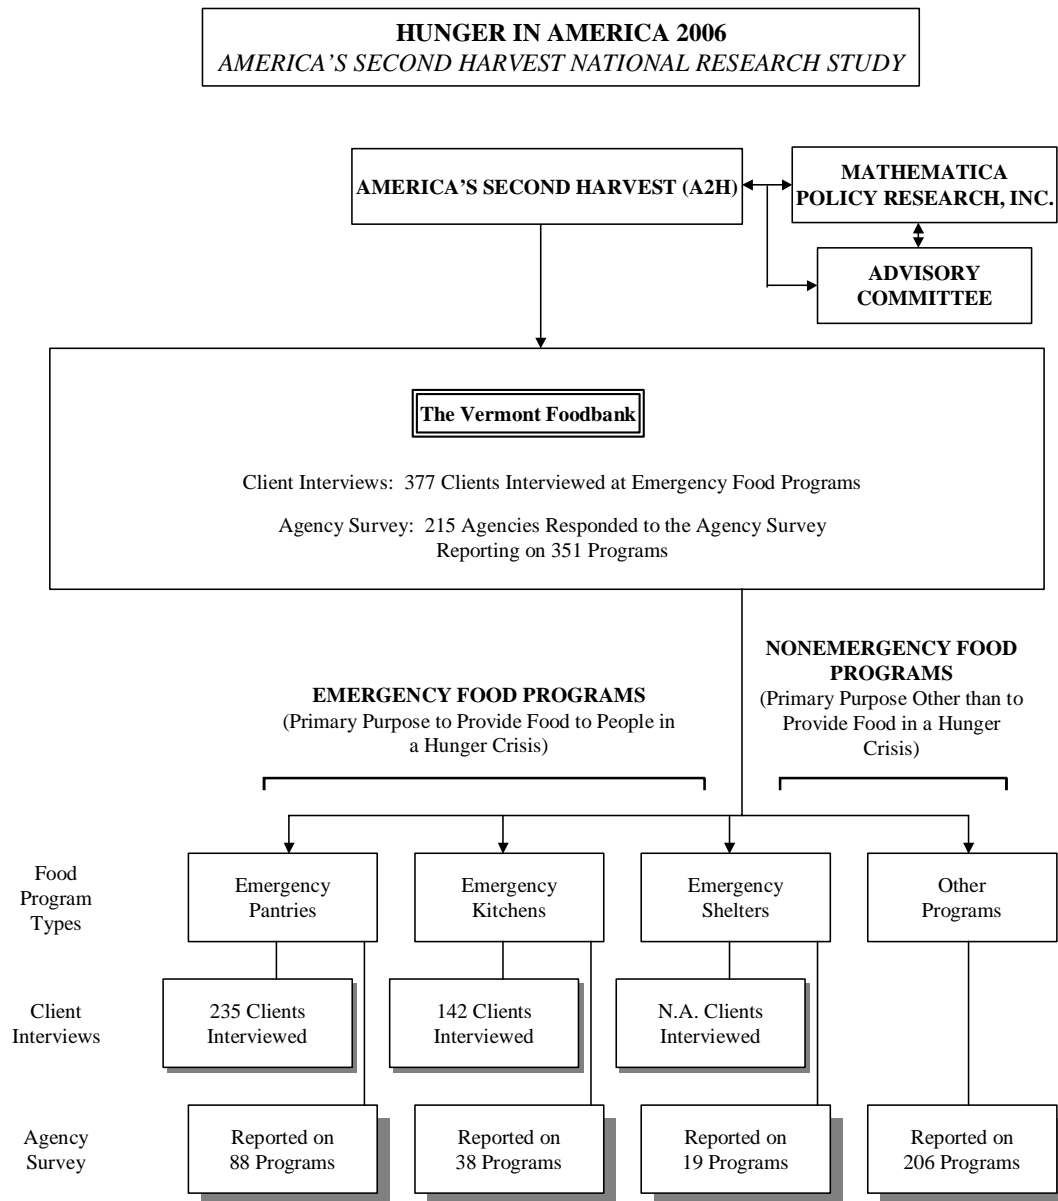 HUNGER IN AMERICA 2006
AMERICA'S SECOND HARVEST NATIONAL RESEARCH STUDY
AMERICA'S SECOND HARVEST (A2H)
MATHEMATICA
POLICY RESEARCH, INC.
ADVISORY
COMMITTEE
The Vermont Foodbank
Client Interviews: 377 Clients Interviewed at Emergency Food Programs
Agency Survey: 215 Agencies Responded to the Agency Survey
Reporting on 351 Programs
EMERGENCY FOOD PROGRAMS
(Primary Purpose to Provide Food to People in
a Hunger Crisis)
NONEMERGENCY FOOD
PROGRAMS
(Primary Purpose Other than to
Provide Food in a Hunger
Crisis)
Food
Program
Types
Emergency
Pantries
Emergency
Kitchens
Emergency
Shelters
Other
Programs
Client
Interviews
235 Clients
Interviewed
142 Clients
Interviewed
N.A. Clients
Interviewed
Agency
Survey
Reported on
88 Programs
Reported on
38 Programs
Reported on
19 Programs
Reported on
206 Programs